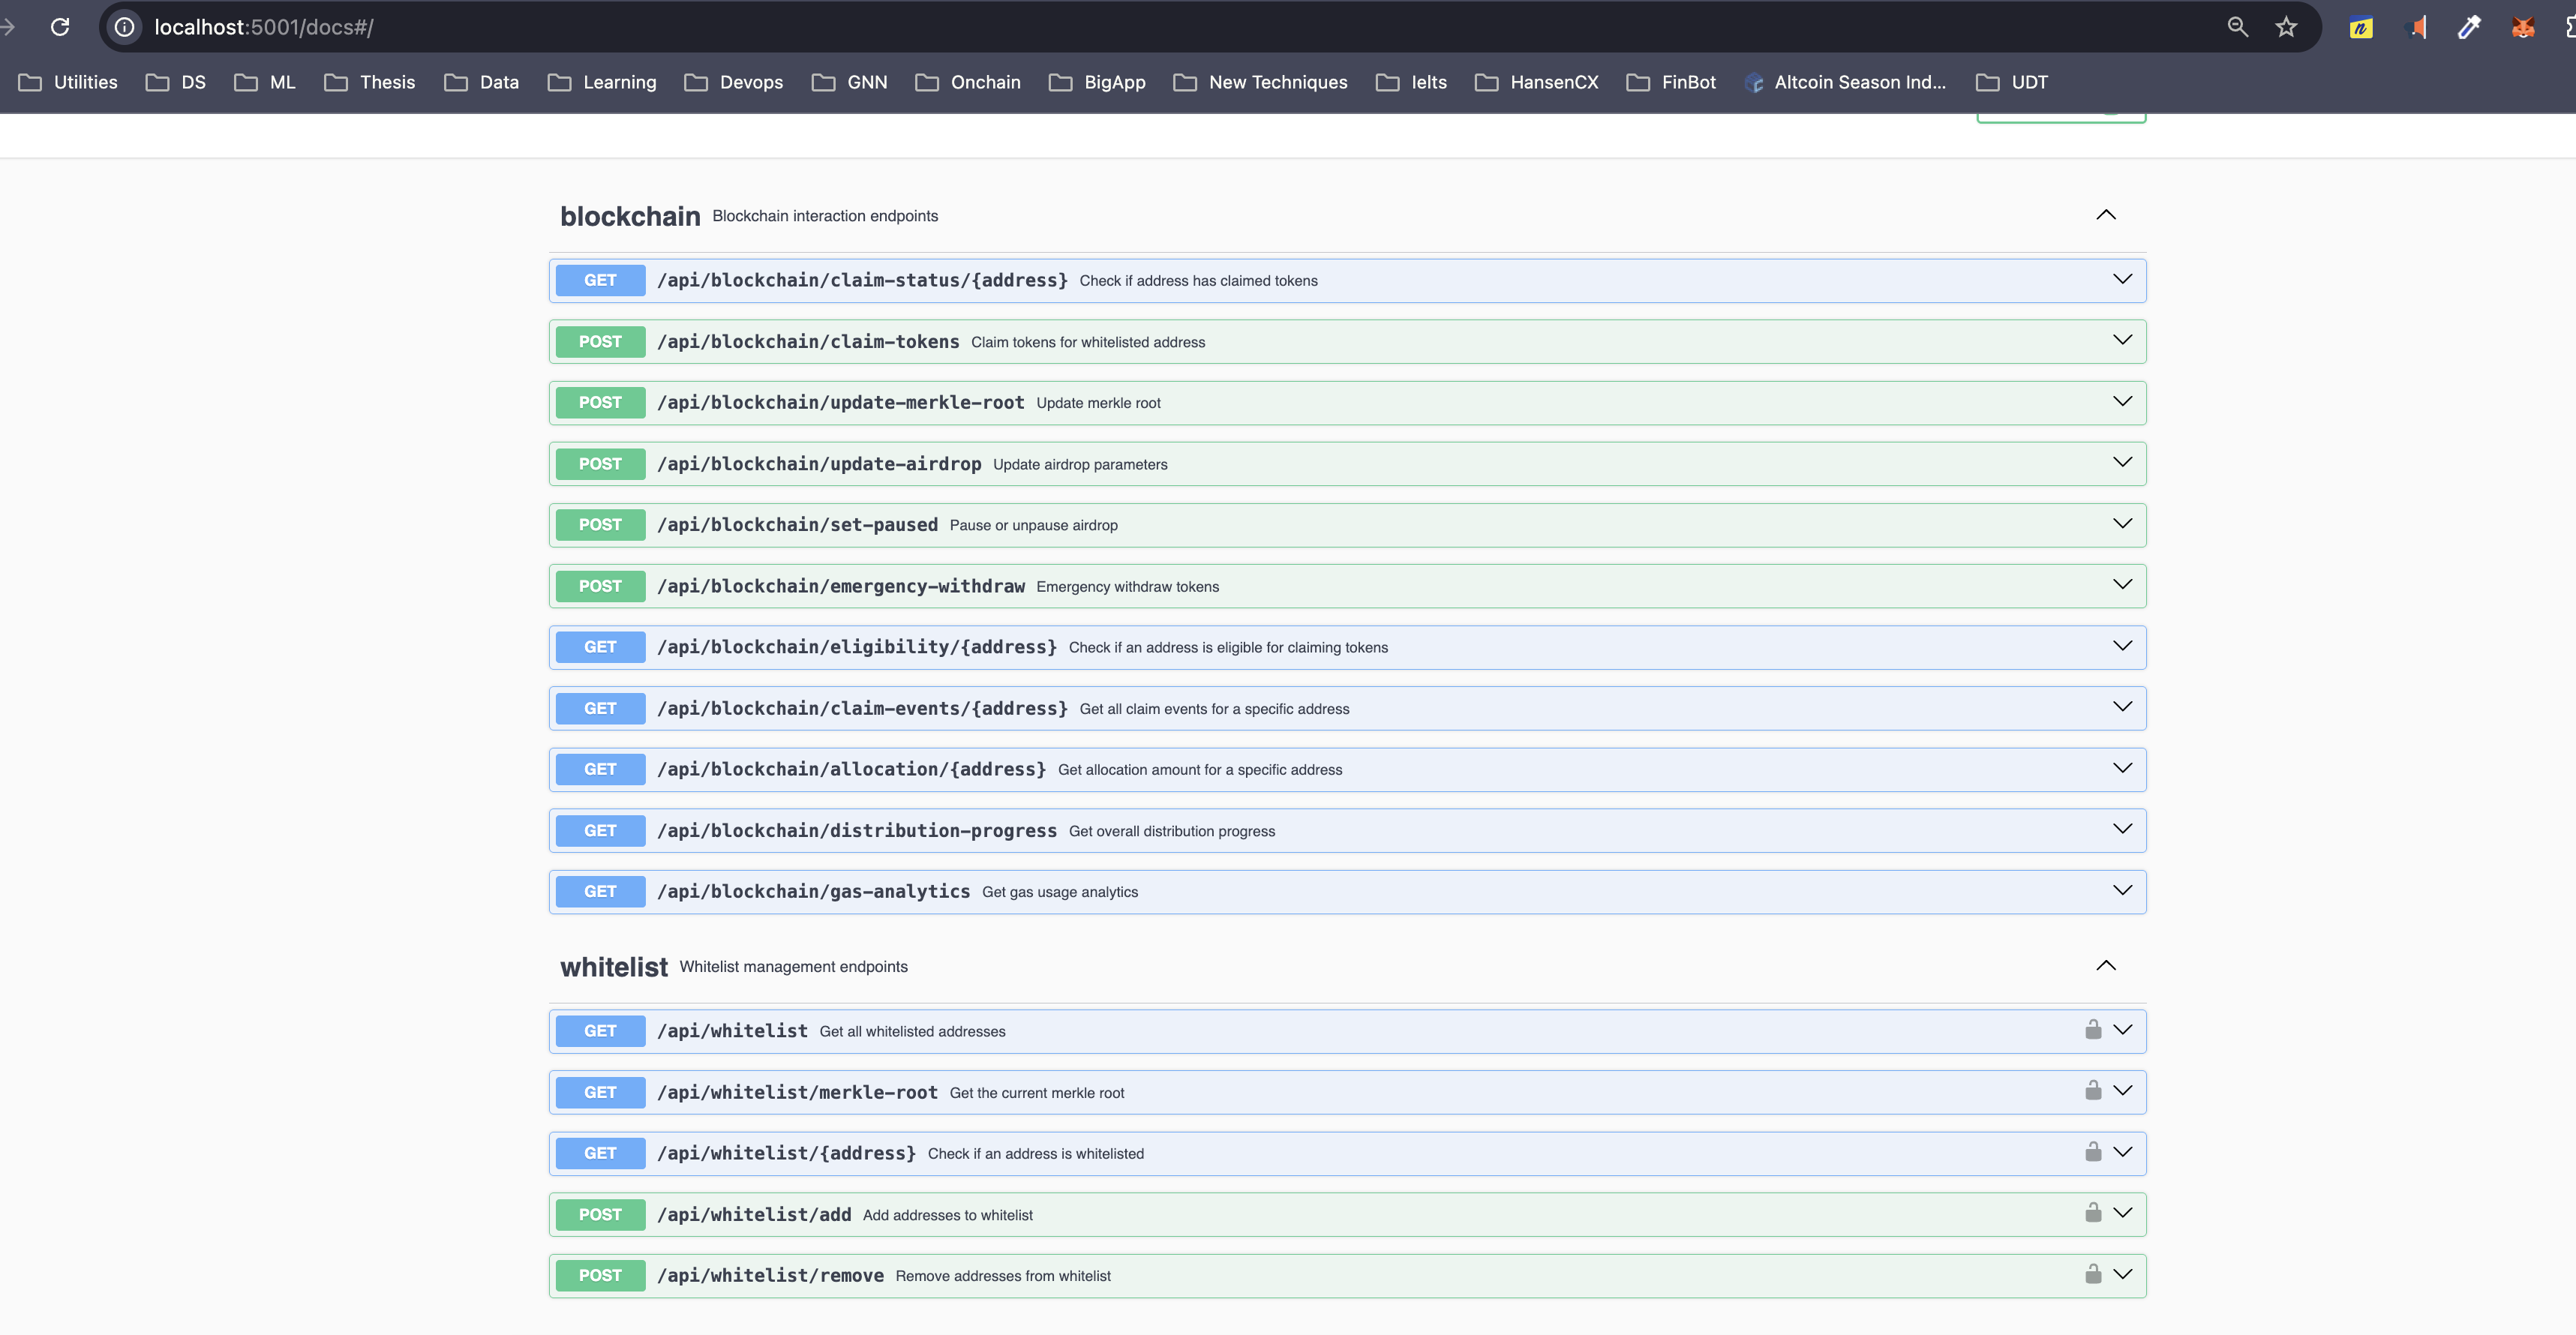 localhost:5001/docs#/
Utilities DS ML Thesis Data Learning Devops GNN Onchain BigApp New Techniques Ielts HansenCX FinBot Altcoin Season Ind... UDT
blockchain Blockchain interaction endpoints
GET /api/blockchain/claim-status/{address} Check if address has claimed tokens
POST /api/blockchain/claim-tokens Claim tokens for whitelisted address
POST /api/blockchain/update-merkle-root Update merkle root
POST /api/blockchain/update-airdrop Update airdrop parameters
POST /api/blockchain/set-paused Pause or unpause airdrop
POST /api/blockchain/emergency-withdraw Emergency withdraw tokens
GET /api/blockchain/eligibility/{address} Check if an address is eligible for claiming tokens
GET /api/blockchain/claim-events/{address} Get all claim events for a specific address
GET /api/blockchain/allocation/{address} Get allocation amount for a specific address
GET /api/blockchain/distribution-progress Get overall distribution progress
GET /api/blockchain/gas-analytics Get gas usage analytics
whitelist Whitelist management endpoints
GET /api/whitelist Get all whitelisted addresses
GET /api/whitelist/merkle-root Get the current merkle root
GET /api/whitelist/{address} Check if an address is whitelisted
POST /api/whitelist/add Add addresses to whitelist
POST /api/whitelist/remove Remove addresses from whitelist